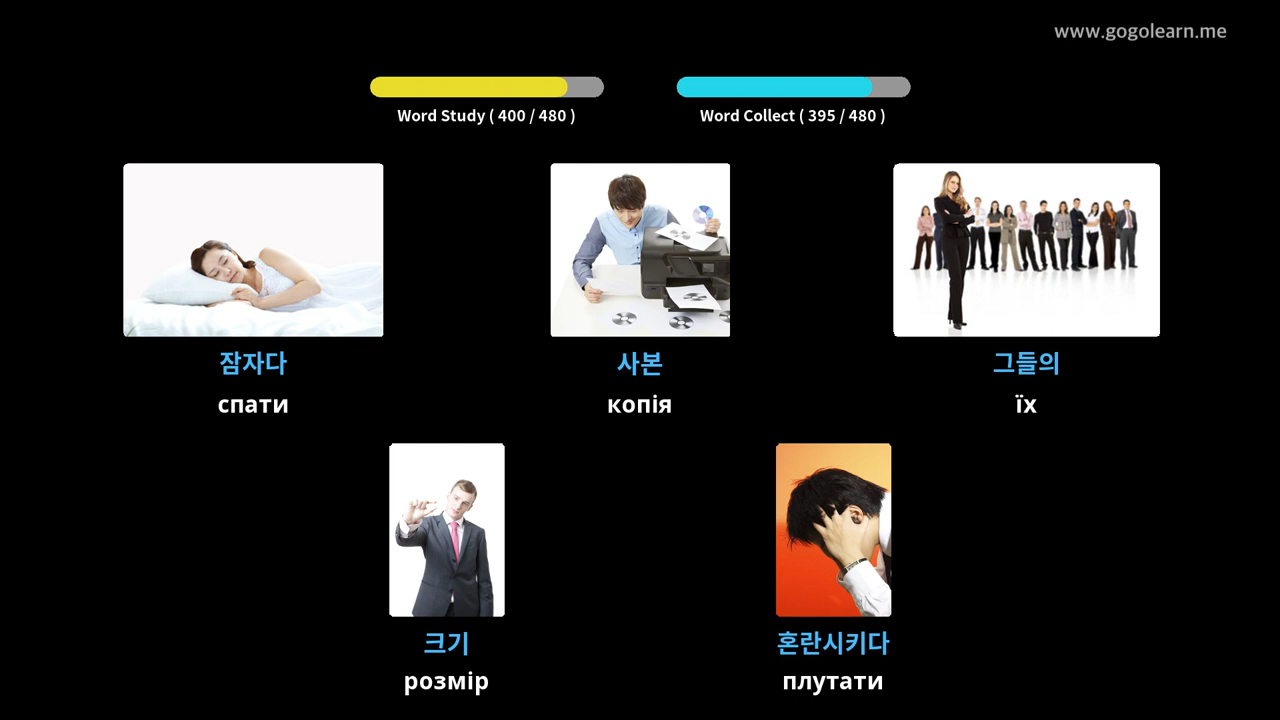 www.gogolearn.me
Word Study ( 400 / 480 )
Word Collect ( 395 / 480 )
잠자다
спати
사본
копія
그들의
їх
크기
розмір
혼란시키다
плутати